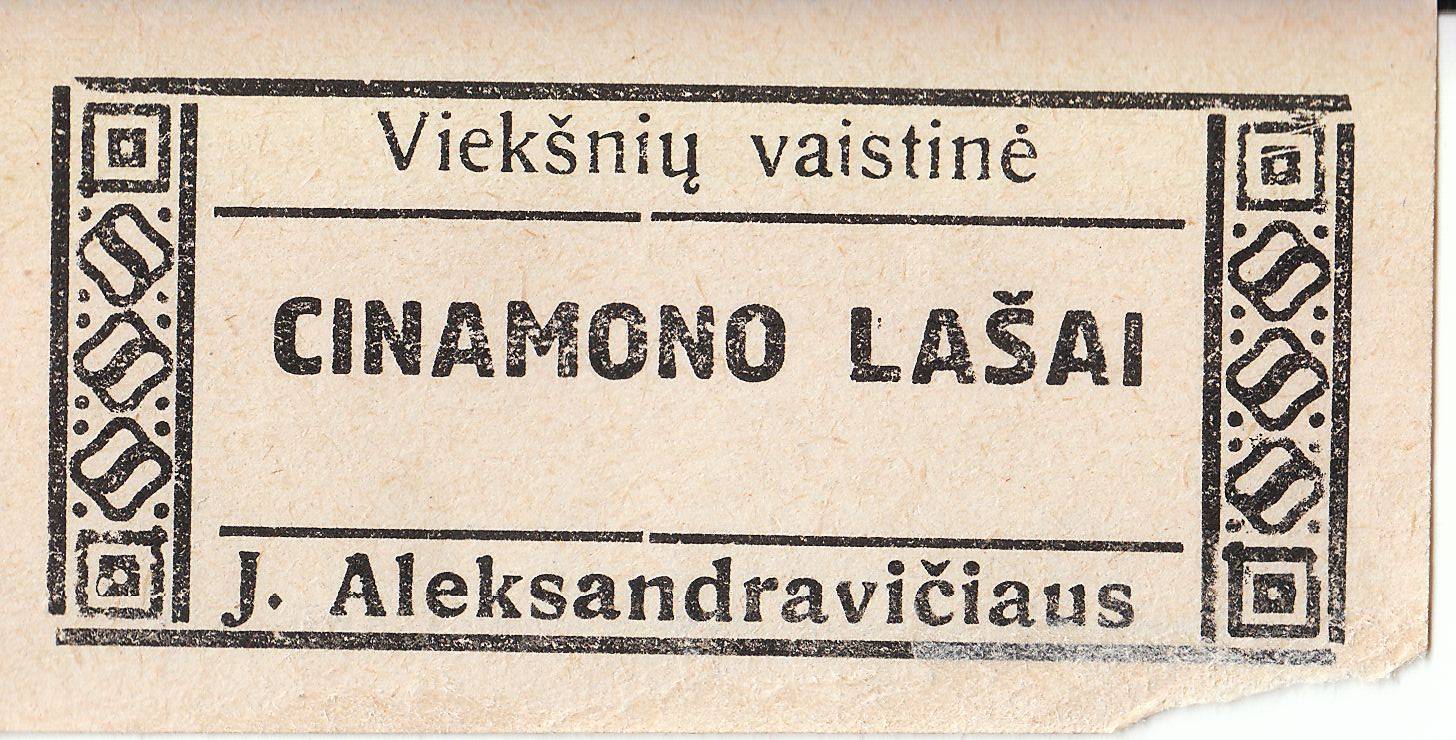 Viekšnių vaistinė
CINAMONO LAŠAI
J. Aleksandravičiaus